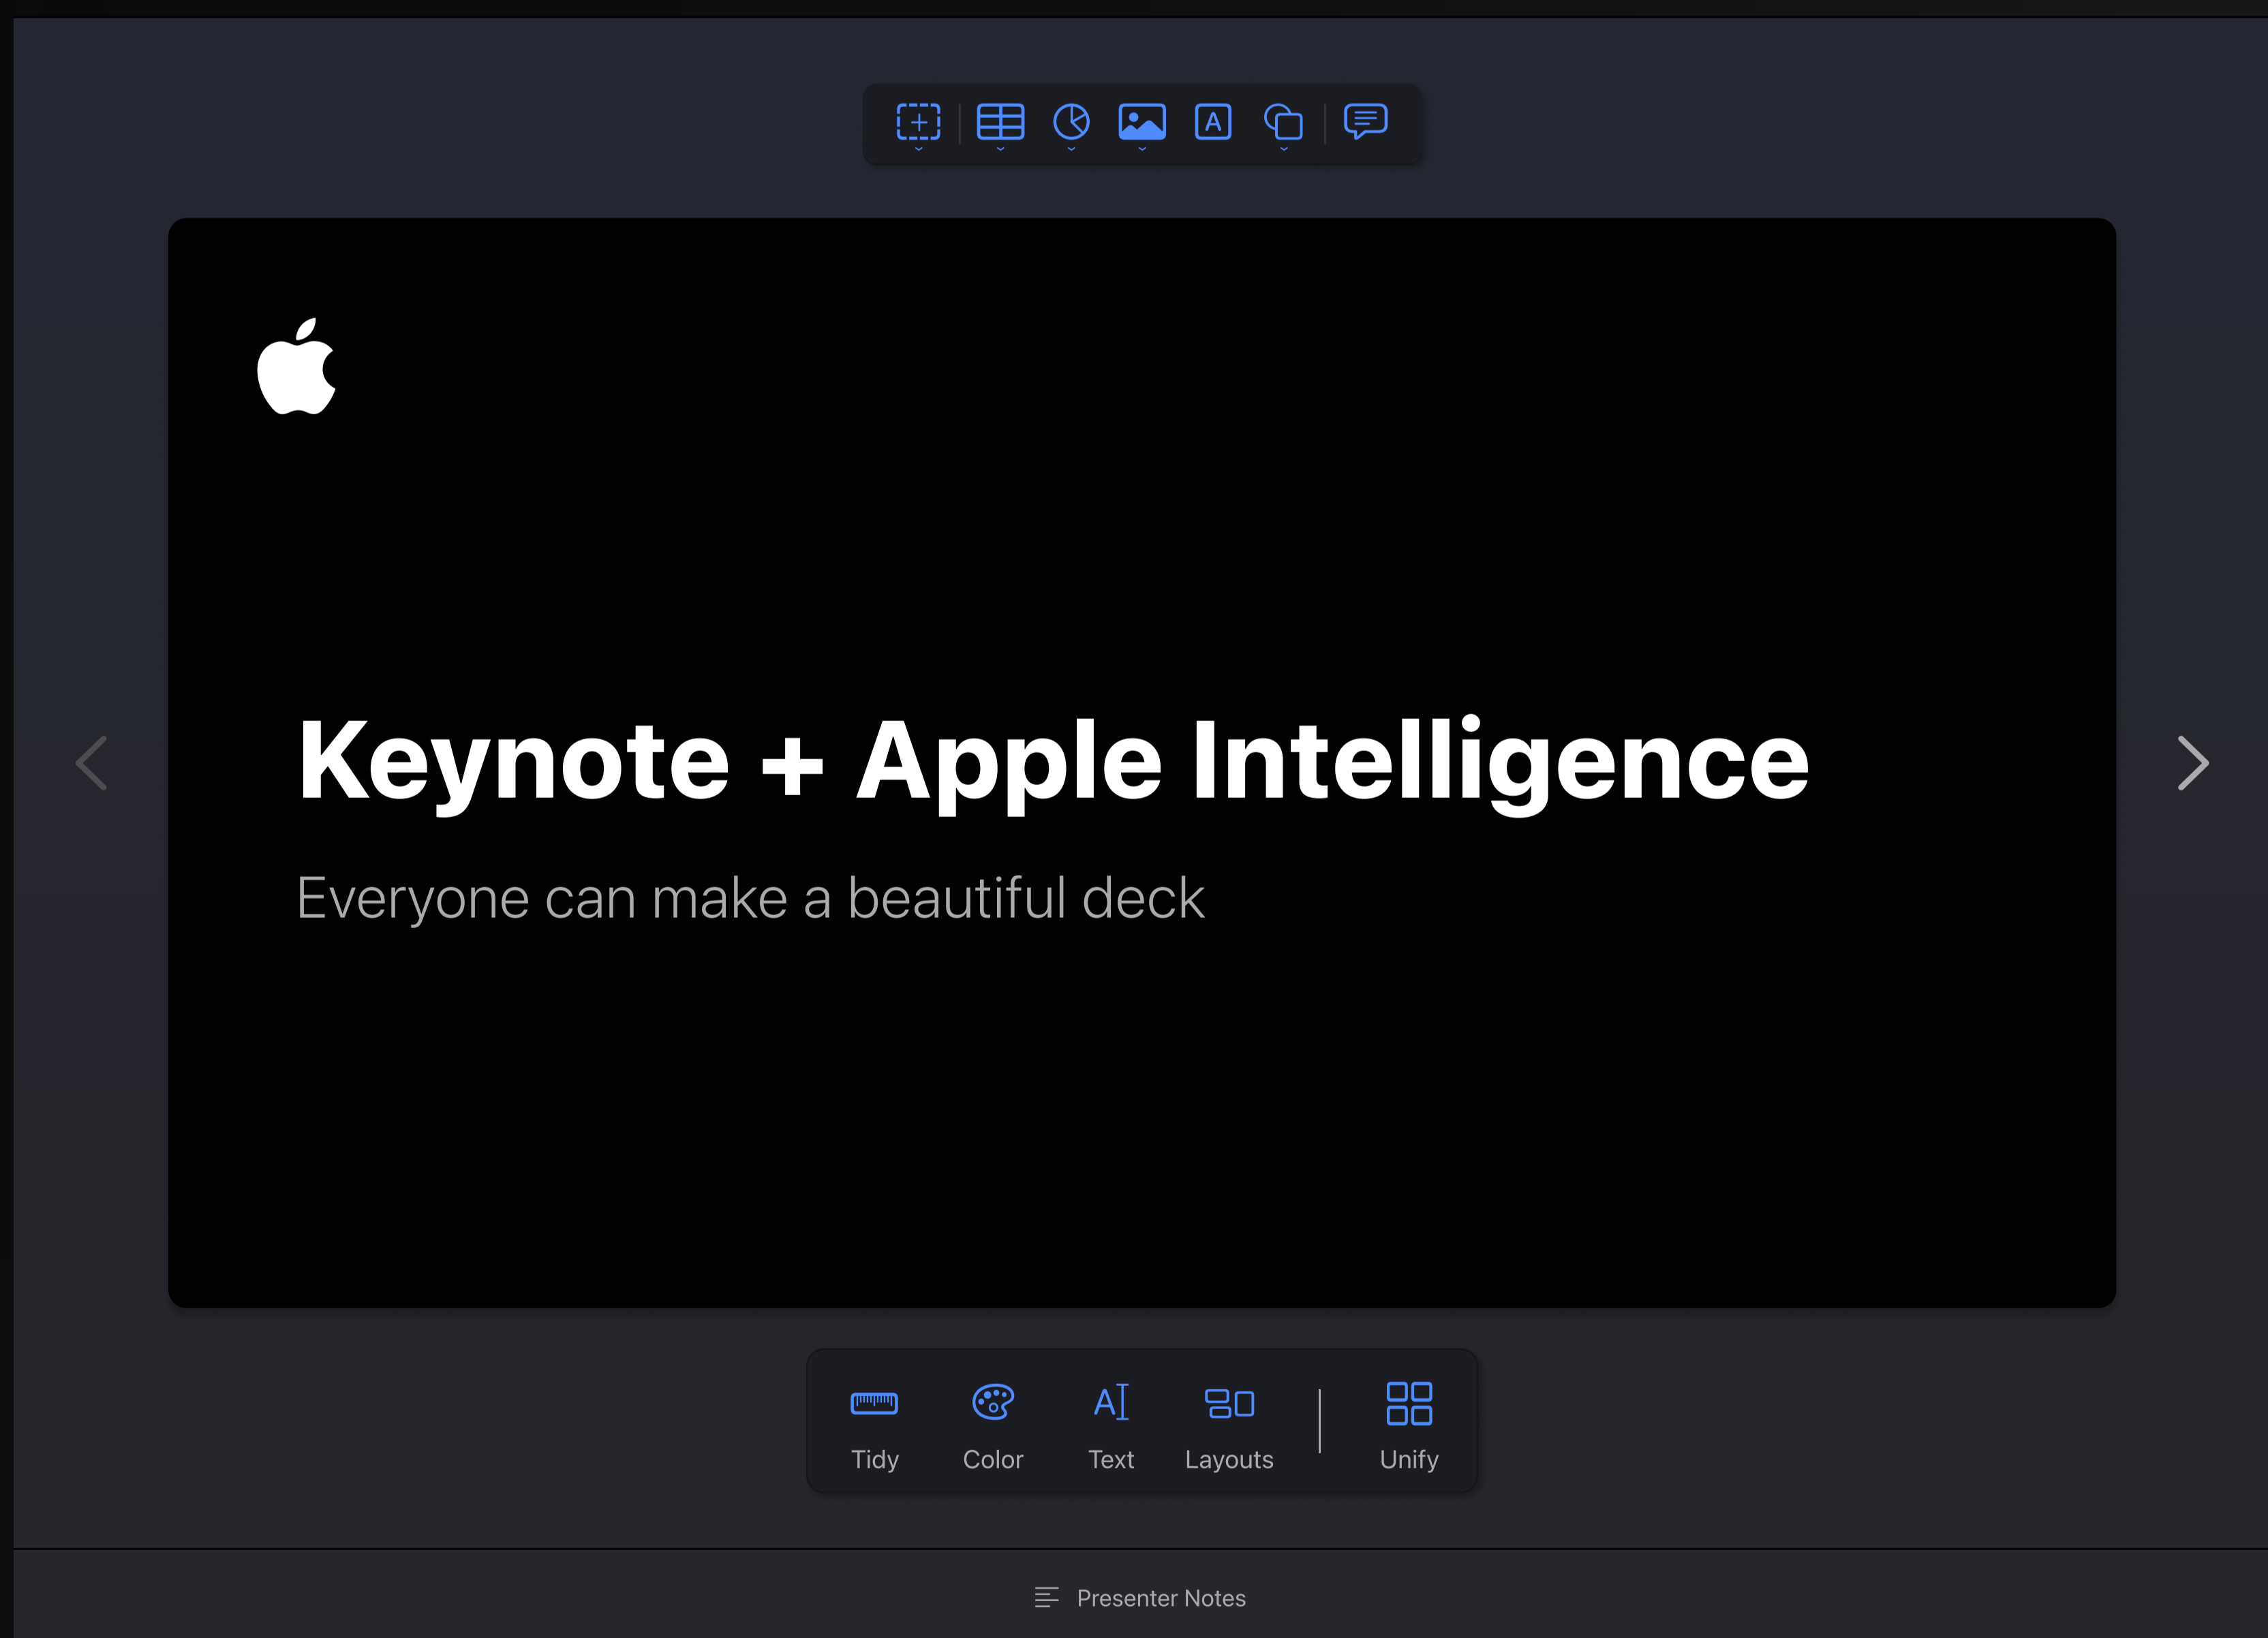 Keynote + Apple Intelligence
Everyone can make a beautiful deck
Tidy
Color
Text
Layouts
Unify
Presenter Notes